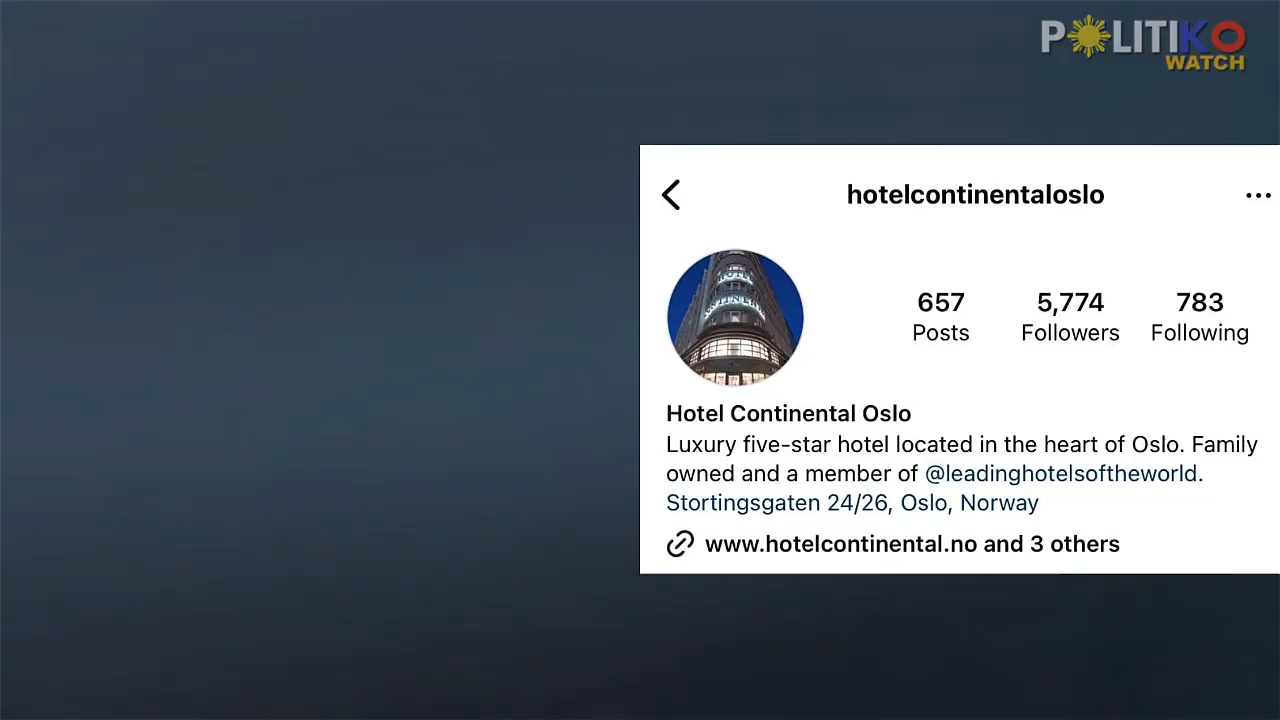 POLITIKO
WATCH
hotelcontinentaloslo
657
5,774
783
Posts
Followers
Following
Hotel Continental Oslo
Luxury five-star hotel located in the heart of Oslo. Family
owned and a member of @leadinghotelsoftheworld.
Stortingsgaten 24/26, Oslo, Norway
www.hotelcontinental.no and 3 others